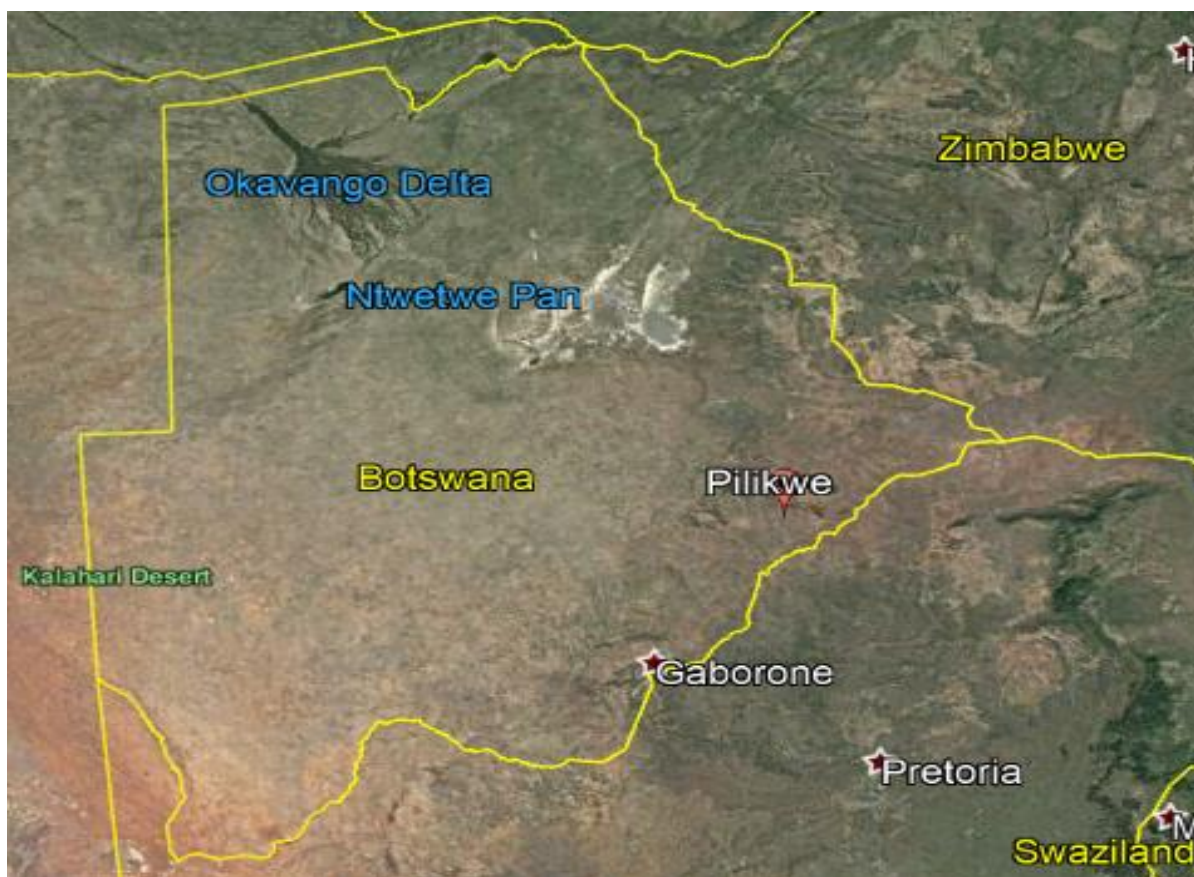 Zimbabwe
Okavango Delta
Ntwetwe Pan
Botswana
Pilikwe
Kalahari Desert
Gaborone
Pretoria
Swaziland